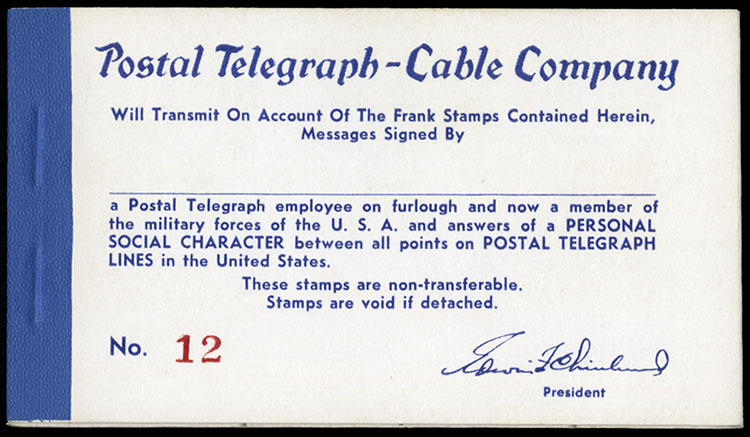 Postal Telegraph-Cable Company
Will Transmit On Account Of The Frank Stamps Contained Herein,
Messages Signed By
a Postal Telegraph employee on furlough and now a member of
the military forces of the U. S. A. and answers of a PERSONAL
SOCIAL CHARACTER between all points on POSTAL TELEGRAPH
LINES in the United States.
These stamps are non-transferable.
Stamps are void if detached.
No. 12
President